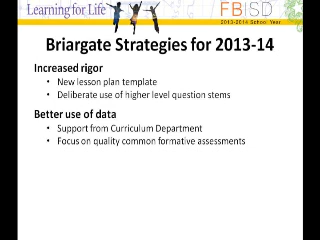 Learning for Life
FBISD
2013-2014 School Year
Briargate Strategies for 2013-14
Increased rigor
• New lesson plan template
• Deliberate use of higher level question stems
Better use of data
• Support from Curriculum Department
• Focus on quality common formative assessments